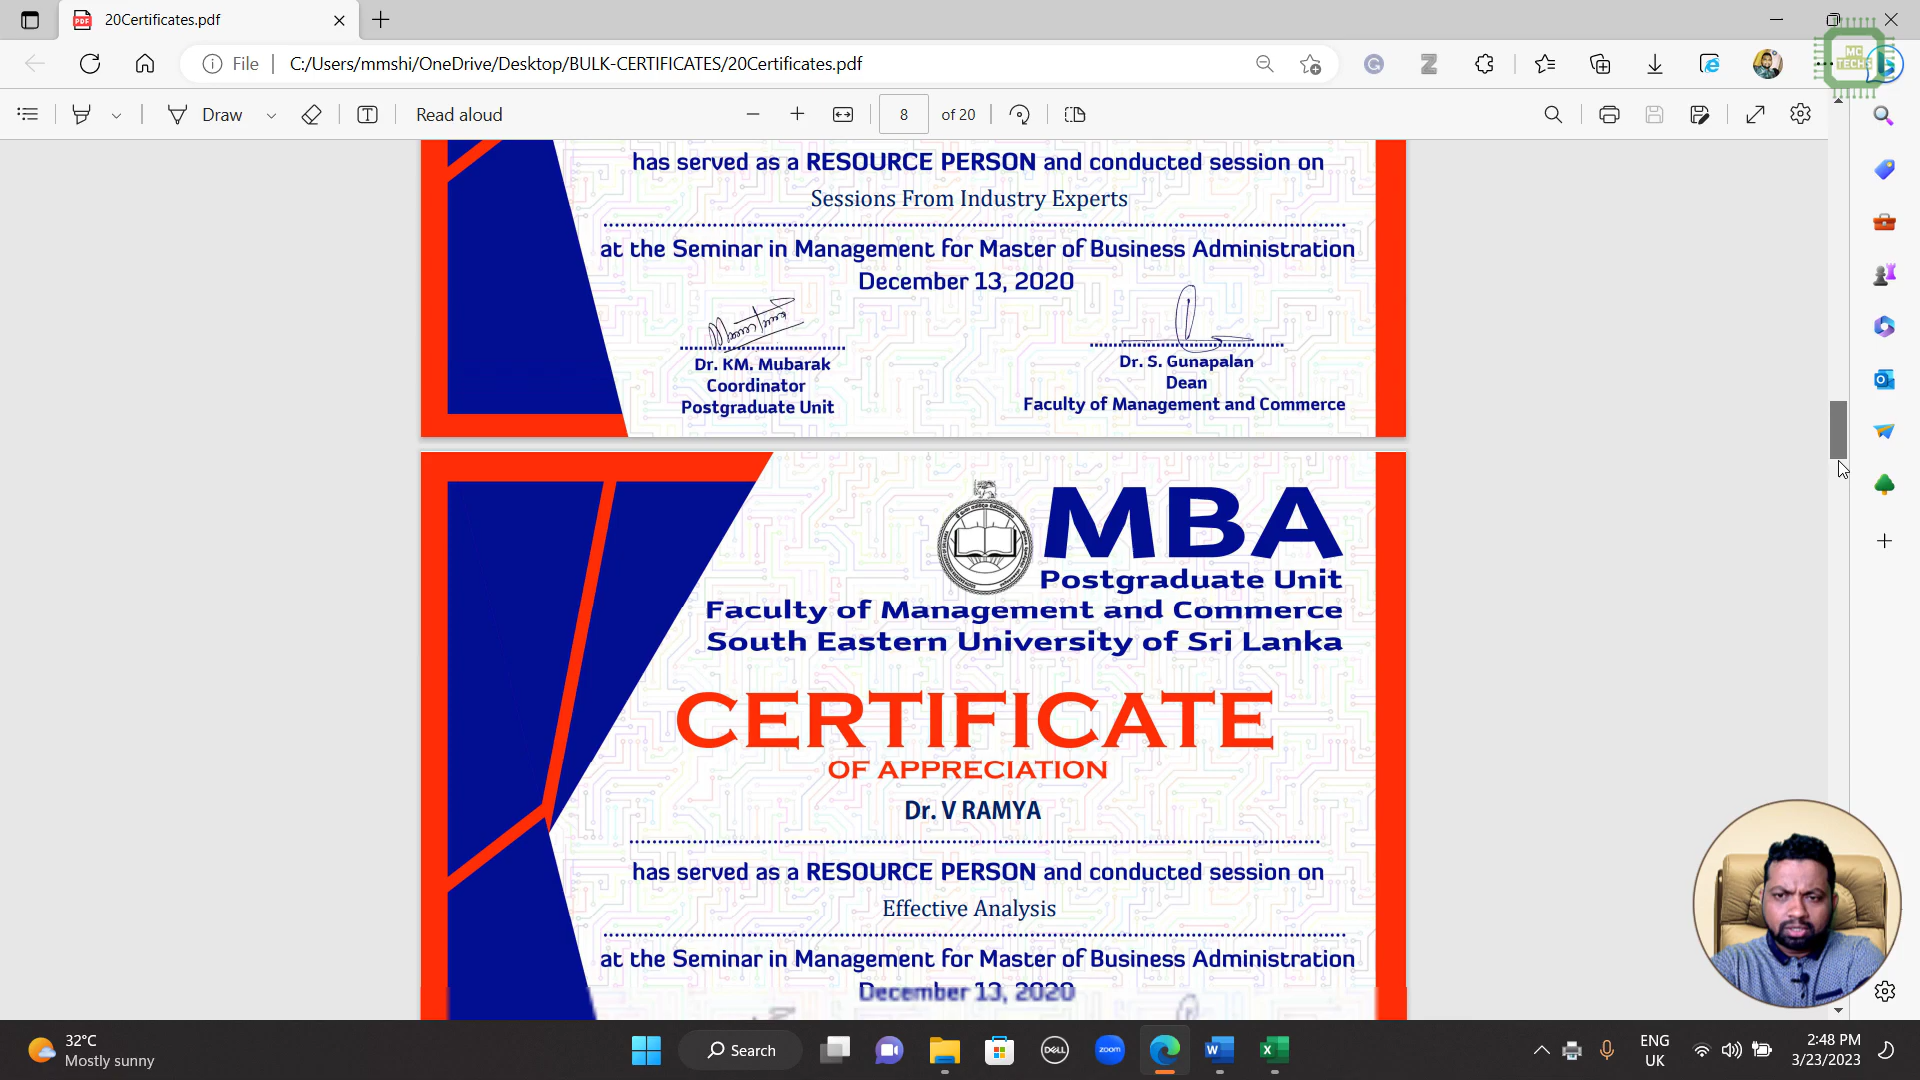 20Certificates.pdf
File
C:/Users/mmshi/OneDrive/Desktop/BULK-CERTIFICATES/20Certificates.pdf
MC
TECHS
Draw
Read aloud
8
of 20
has served as a RESOURCE PERSON and conducted session on
Sessions From Industry Experts
at the Seminar in Management for Master of Business Administration
December 13, 2020
Dr. KM. Mubarak
Coordinator
Postgraduate Unit
Dr. S. Gunapalan
Dean
Faculty of Management and Commerce
MBA
Postgraduate Unit
Faculty of Management and Commerce
South Eastern University of Sri Lanka
CERTIFICATE
OF APPRECIATION
Dr. V RAMYA
has served as a RESOURCE PERSON and conducted session on
Effective Analysis
at the Seminar in Management for Master of Business Administration
December 13, 2020
32°C
Mostly sunny
Search
DELL
zoom
ENG
UK
2:48 PM
3/23/2023